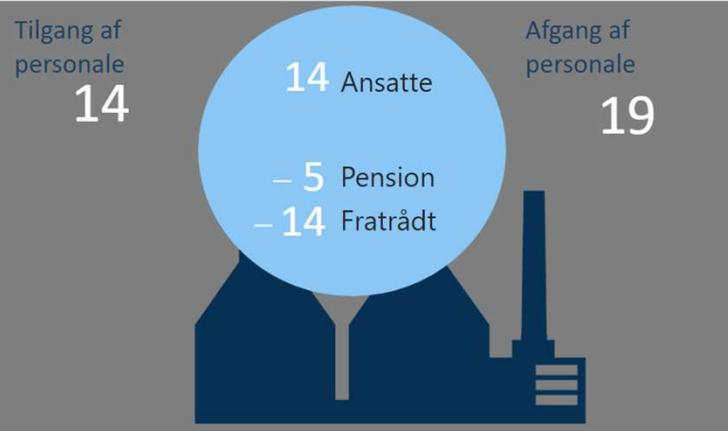 Tilgang af
personale
14
14 Ansatte
– 5 Pension
– 14 Fratrådt
Afgang af
personale
19